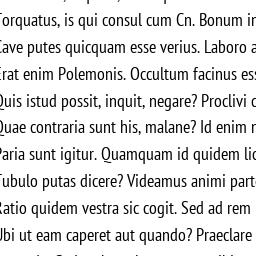 Torquatus, is qui consul cum Cn. Bonum in
Cave putes quicquam esse verius. Laboro a
Erat enim Polemonis. Occultum facinus ess
Quis istud possit, inquit, negare? Proclivi c
Quae contraria sunt his, malane? Id enim n
Paria sunt igitur. Quamquam id quidem lic
Tubulo putas dicere? Videamus animi part
Ratio quidem vestra sic cogit. Sed ad rem
Ubi ut eam caperet aut quando? Praeclare